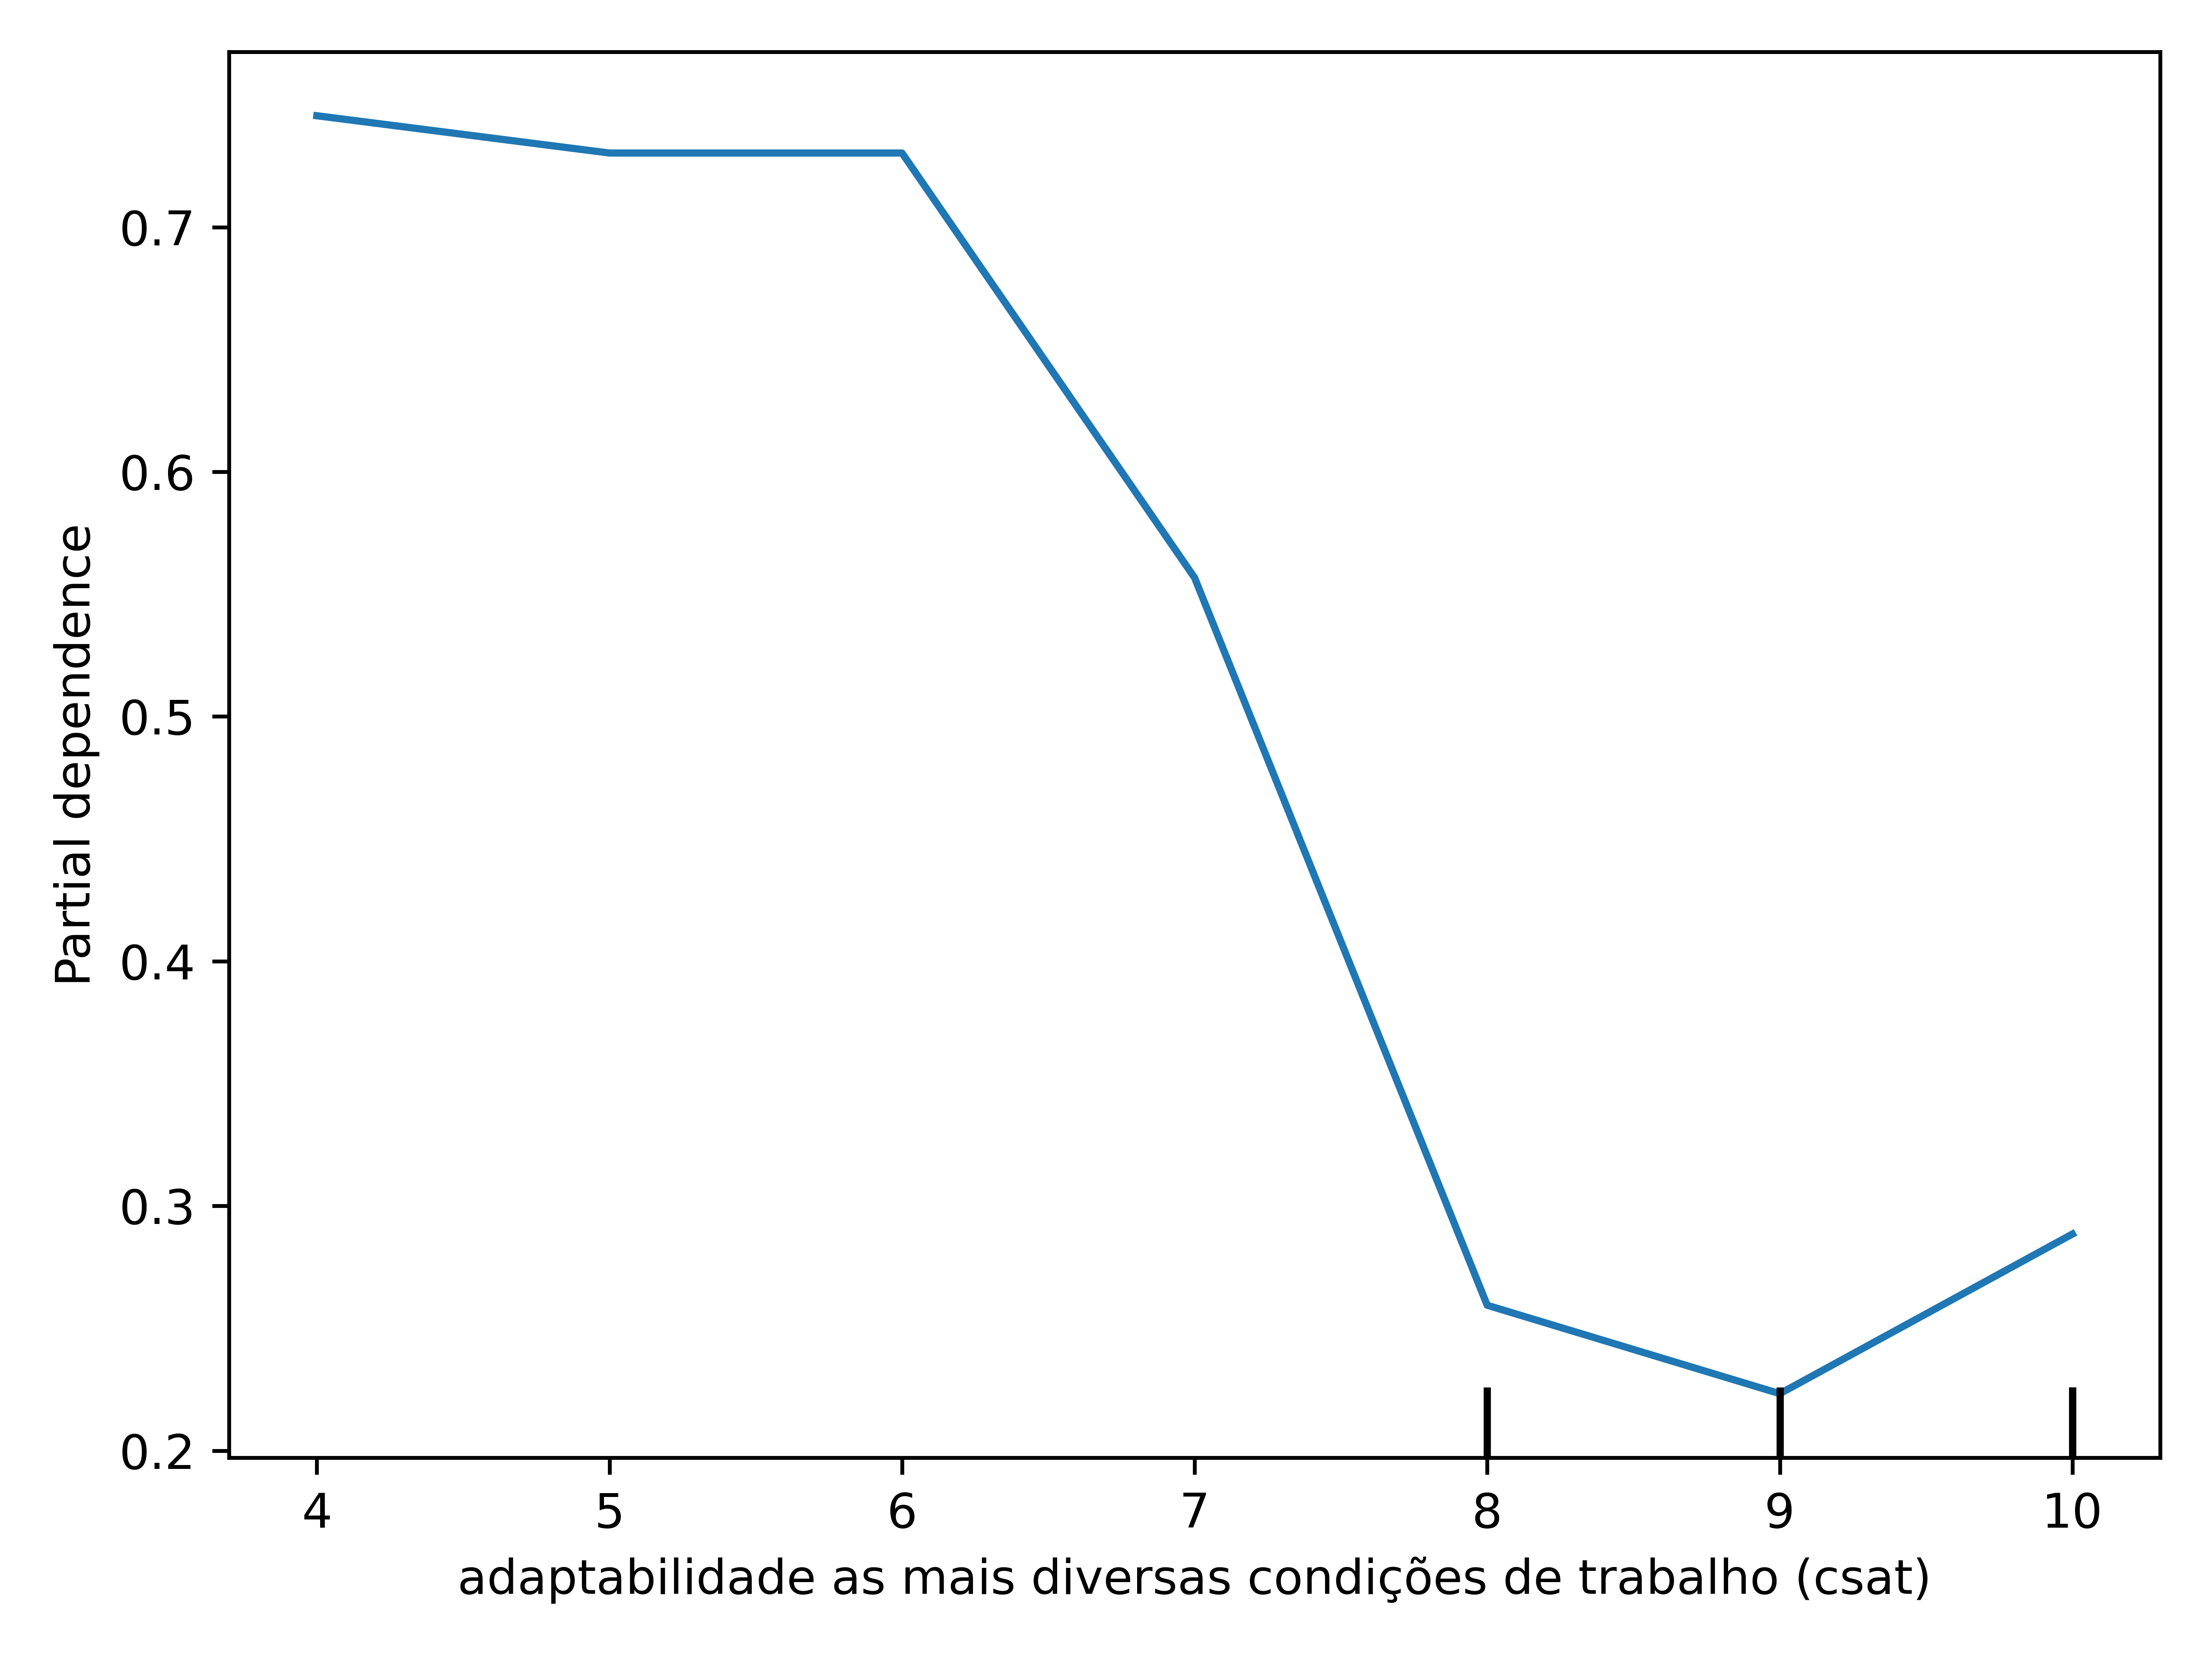 Partial dependence
0.7
0.6
0.5
0.4
0.3
0.2
4 5 6 7 8 9 10
adaptabilidade as mais diversas condições de trabalho (csat)